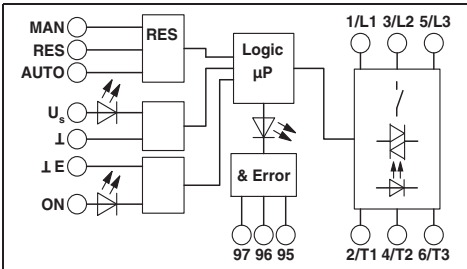 MAN
RES
AUTO
RES
Us
⊥
⊥ E
ON
Logic
µP
& Error
97 96 95
1/L1 3/L2 5/L3
2/T1 4/T2 6/T3